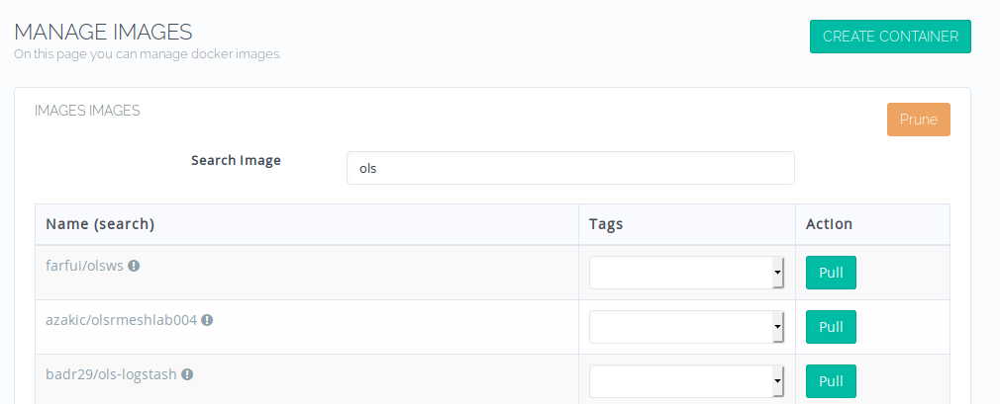 MANAGE IMAGES
On this page you can manage docker images.
CREATE CONTAINER
IMAGES IMAGES
Prune
Search Image
ols
Name (search) Tags Action
farfui/olsws Pull
azakic/olsrmeshlab004 Pull
badr29/ols-logstash Pull